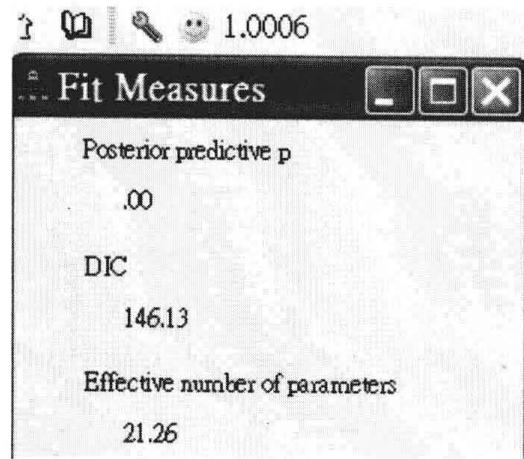 1.0006
Fit Measures
Posterior predictive p
.00
DIC
146.13
Effective number of parameters
21.26